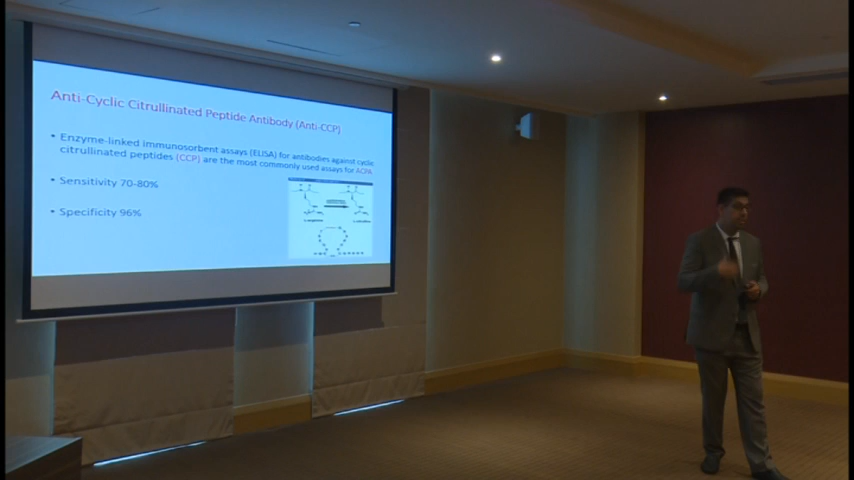 Anti-Cyclic Citrullinated Peptide Antibody (Anti-CCP)
• Enzyme-linked immunosorbent assays (ELISA) for antibodies against cyclic
citrullinated peptides (CCP) are the most commonly used assays for ACPA
• Sensitivity 70-80%
• Specificity 96%